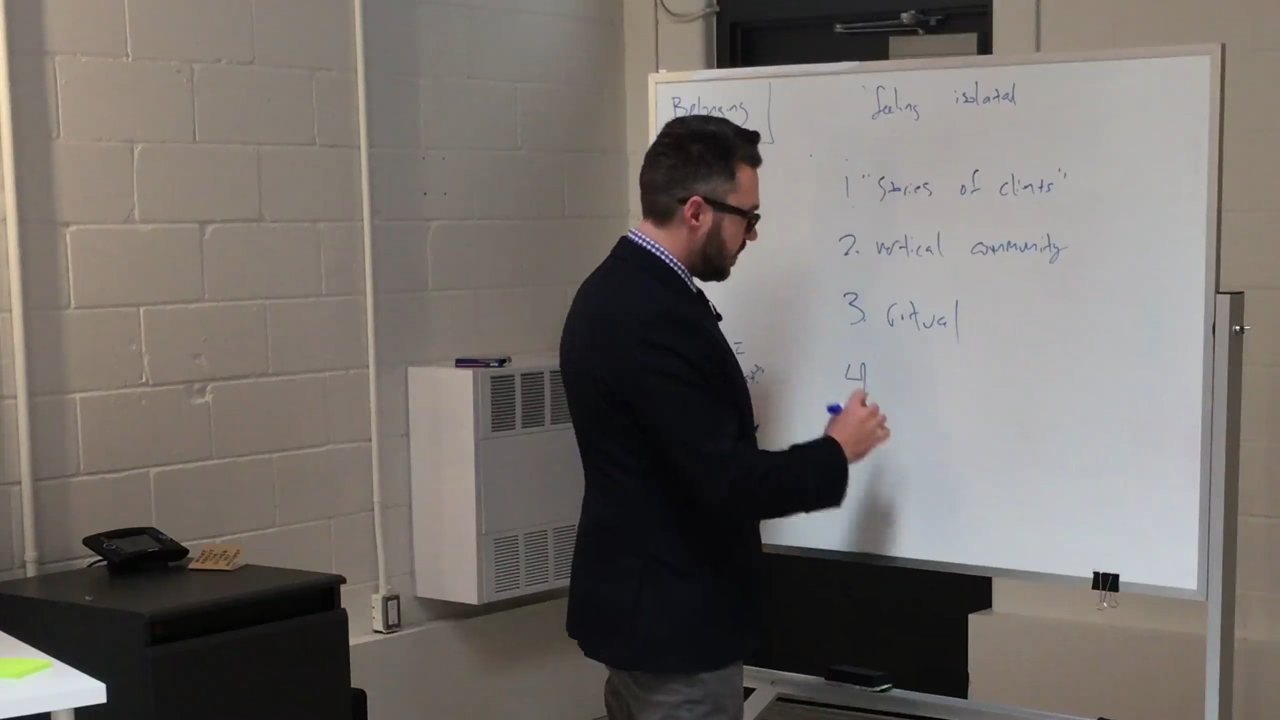 Belonging
feeling isolated
1 "stories of clients"
2. vertical community
3. ritual
4